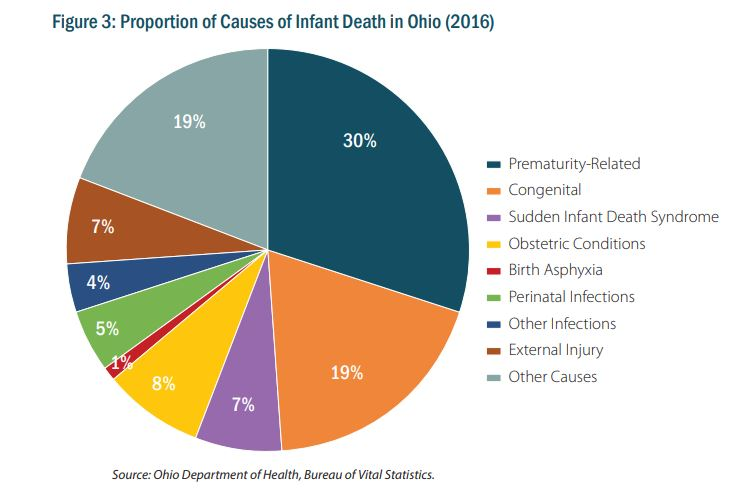 Figure 3: Proportion of Causes of Infant Death in Ohio (2016)
19%
30%
7%
4%
5%
1%
8%
7%
19%
Prematurity-Related
Congenital
Sudden Infant Death Syndrome
Obstetric Conditions
Birth Asphyxia
Perinatal Infections
Other Infections
External Injury
Other Causes
Source: Ohio Department of Health, Bureau of Vital Statistics.